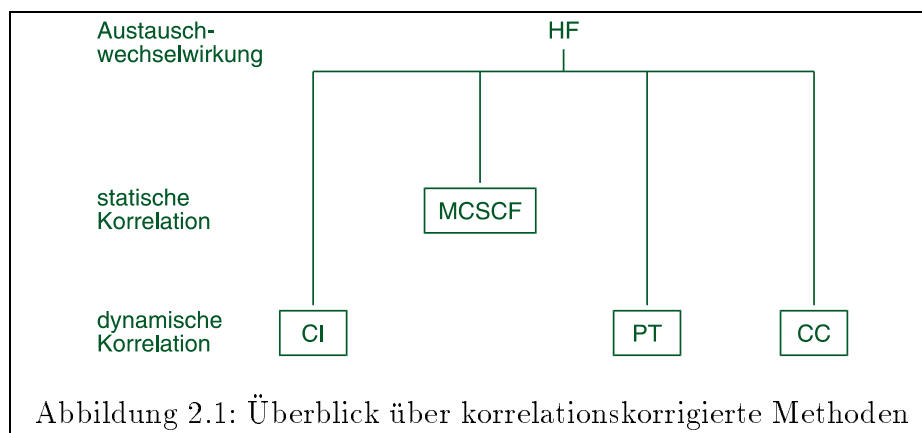 Austausch-
wechselwirkung
HF
statische
Korrelation
MCSCF
dynamische
Korrelation
CI
PT
CC
Abbildung 2.1: Überblick über korrelationskorrigierte Methoden